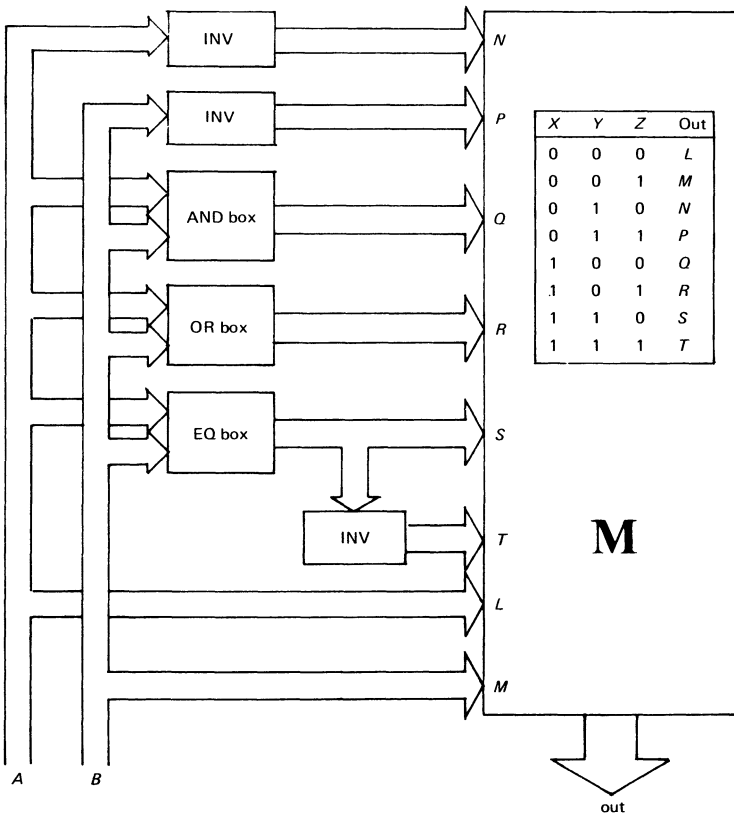 INV
N
INV
P
X Y Z Out
0 0 0 L
0 0 1 M
0 1 0 N
0 1 1 P
1 0 0 Q
1 0 1 R
1 1 0 S
1 1 1 T
AND box
Q
OR box
R
EQ box
S
INV
T
M
L
M
A
B
out